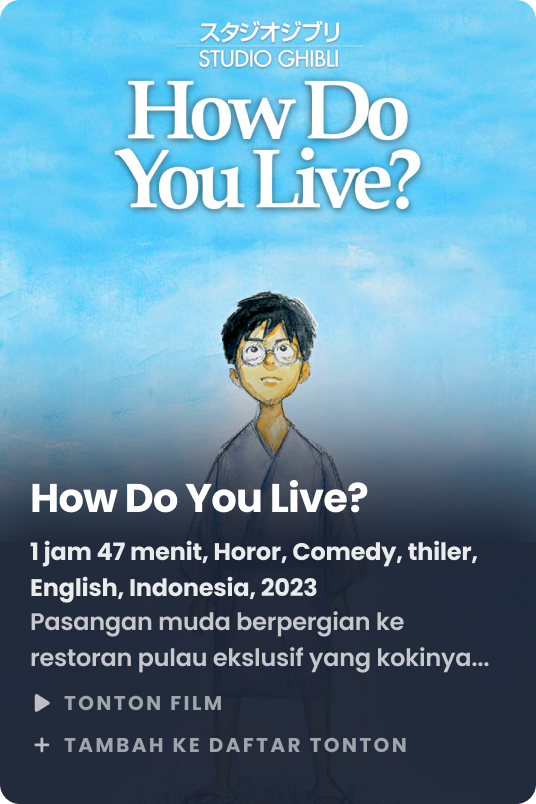 スタジオジブリ
STUDIO GHIBLI
How Do
You Live?
How Do You Live?
1 jam 47 menit, Horor, Comedy, thiler,
English, Indonesia, 2023
Pasangan muda berpergian ke
restoran pulau ekslusif yang kokinya...
TONTON FILM
+ TAMBAH KE DAFTAR TONTON